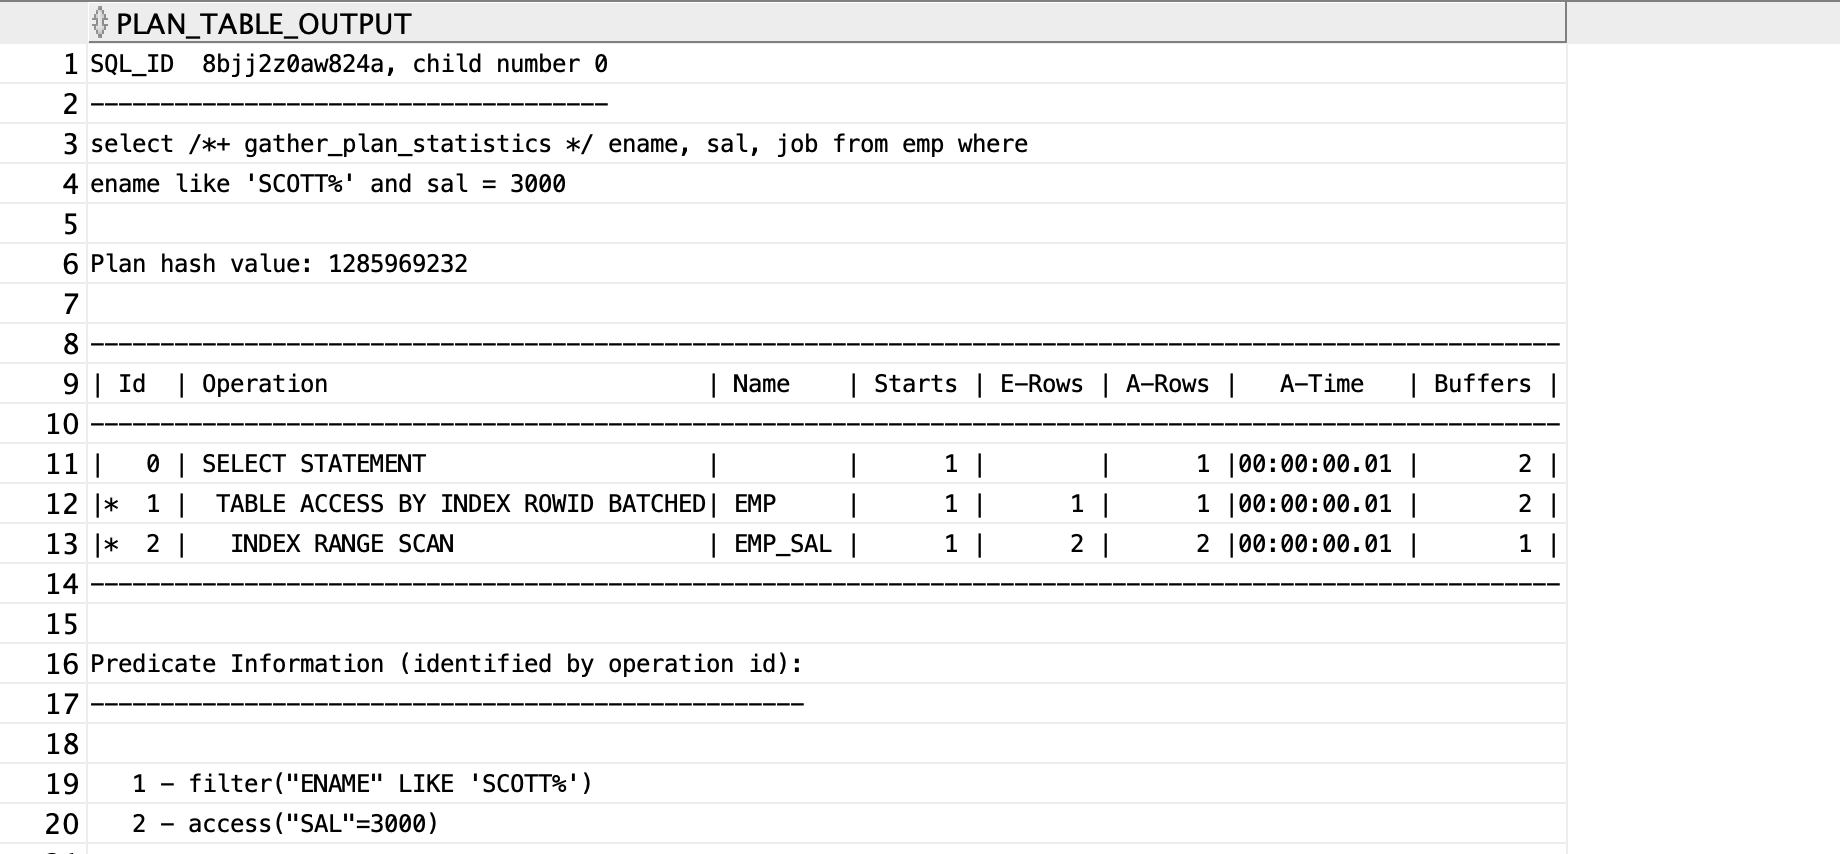 PLAN_TABLE_OUTPUT
1 SQL_ID  8bjj2z0aw824a, child number 0
2 -------------------------------------
3 select /*+ gather_plan_statistics */ ename, sal, job from emp where
4 ename like 'SCOTT%' and sal = 3000
5
6 Plan hash value: 1285969232
7
8 ---------------------------------------------------------------------------------------------------------
9 | Id  | Operation                           | Name    | Starts | E-Rows | A-Rows |   A-Time   | Buffers |
10 ---------------------------------------------------------------------------------------------------------
11 |   0 | SELECT STATEMENT                    |         |      1 |        |      1 |00:00:00.01 |       2 |
12 |*  1 |  TABLE ACCESS BY INDEX ROWID BATCHED| EMP     |      1 |      1 |      1 |00:00:00.01 |       2 |
13 |*  2 |   INDEX RANGE SCAN                  | EMP_SAL |      1 |      2 |      2 |00:00:00.01 |       1 |
14 ---------------------------------------------------------------------------------------------------------
15
16 Predicate Information (identified by operation id):
17 ---------------------------------------------------
18
19    1 - filter("ENAME" LIKE 'SCOTT%')
20    2 - access("SAL"=3000)